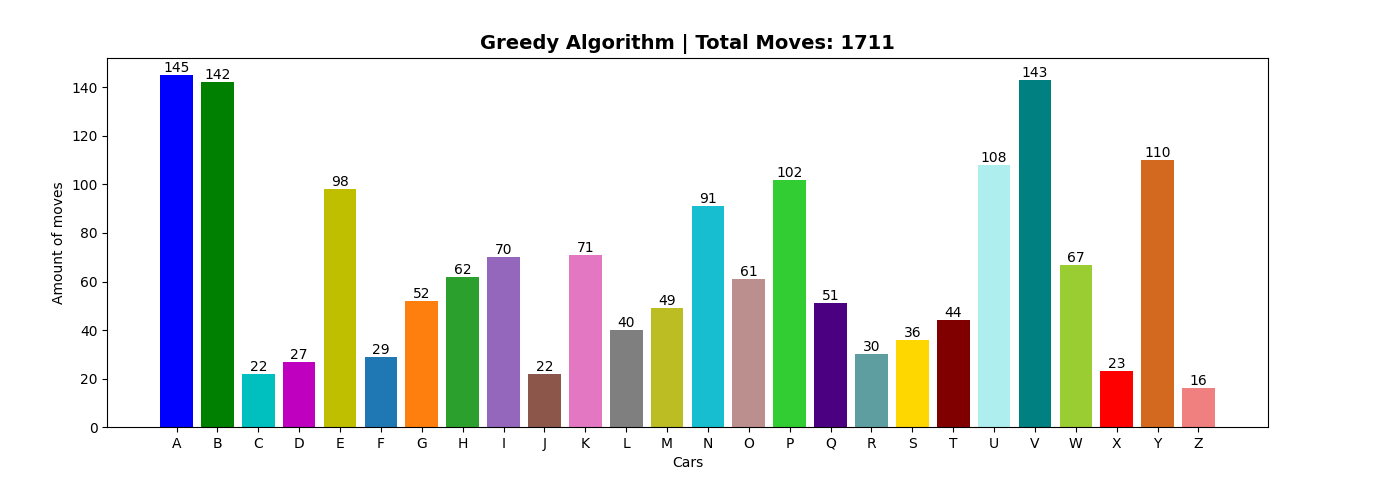 Greedy Algorithm | Total Moves: 1711
145 142 22 27 98 29 52 62 70 22 71 40 49 91 61 102 51 30 36 44 108 143 67 23 110 16
Amount of moves
140
120
100
80
60
40
20
0
A B C D E F G H I J K L M N O P Q R S T U V W X Y Z
Cars